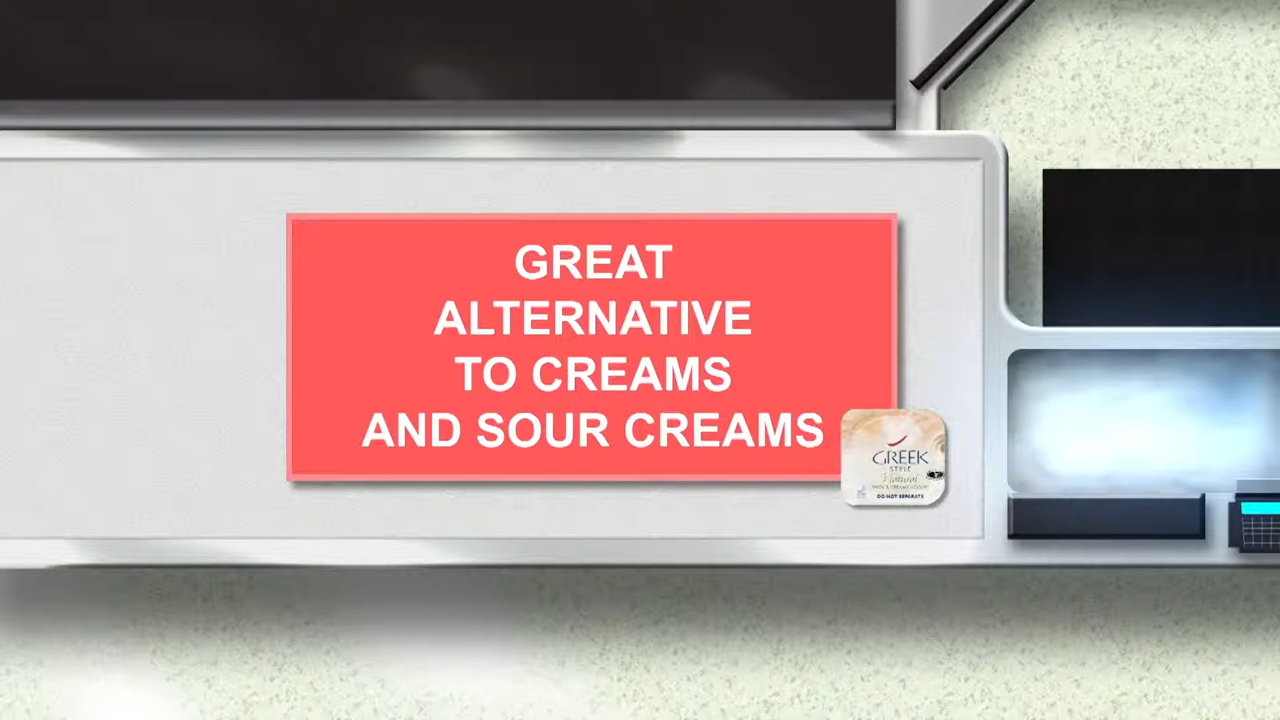 GREAT
ALTERNATIVE
TO CREAMS
AND SOUR CREAMS
GREEK
STYLE
Natural
DO NOT SEPARATE